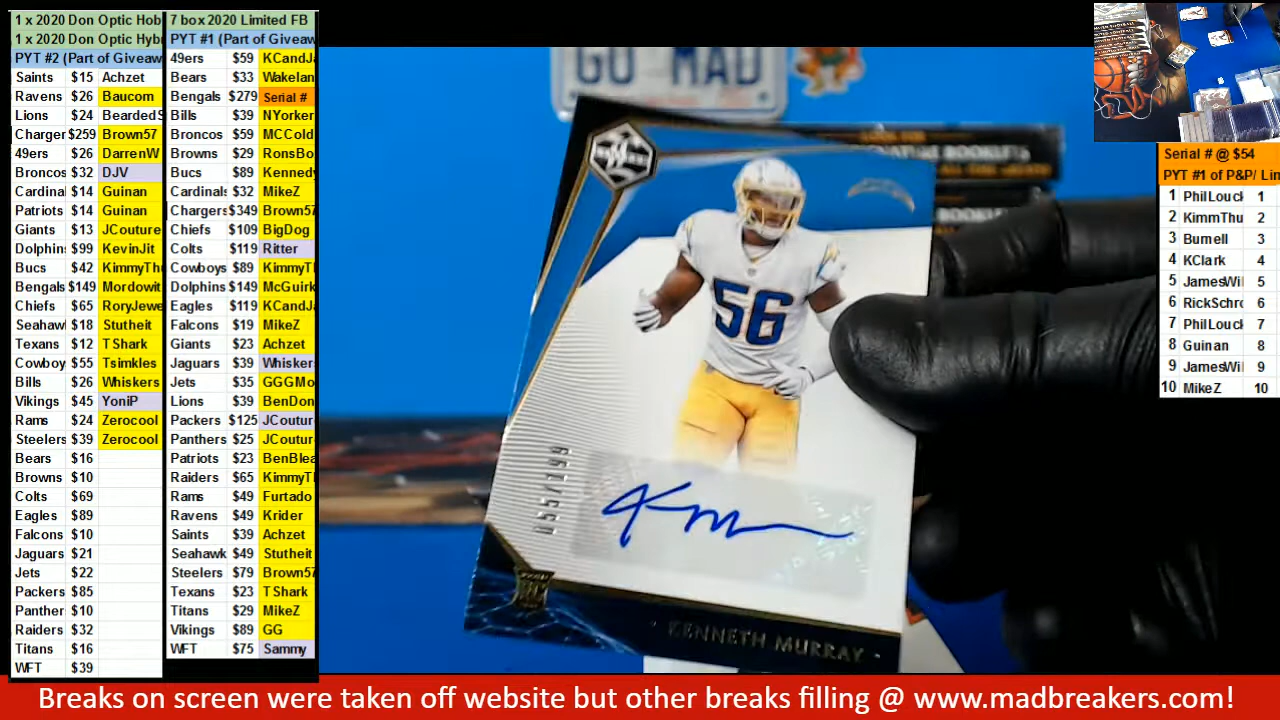 1 x 2020 Don Optic Hob
1 x 2020 Don Optic Hyb
PYT #2 (Part of Giveaw
Saints $15 Achzet
Ravens $26 Baucom
Lions $24 BeardedS
Charger $259 Brown57
49ers $26 DarrenW
Broncos $32 DJV
Cardinal $14 Guinan
Patriots $14 Guinan
Giants $13 JCouture
Dolphin $99 KevinJit
Bucs $42 KimmyTh
Bengals $149 Mordowit
Chiefs $65 RoryJewe
Seahawl $18 Stutheit
Texans $12 T Shark
Cowboy $55 Tsimkles
Bills $26 Whiskers
Vikings $45 YoniP
Rams $24 Zerocool
Steelers $39 Zerocool
Bears $16
Browns $10
Colts $69
Eagles $89
Falcons $10
Jaguars $21
Jets $22
Packers $85
Panther $10
Raiders $32
Titans $16
WFT $39
7 box 2020 Limited FB
PYT #1 (Part of Giveaw
49ers $59 KCandJ
Bears $33 Wakelan
Bengals $279 Serial #
Bills $39 NYorker
Broncos $59 MCCold
Browns $29 RonsBo
Bucs $89 Kennedy
Cardinals $32 MikeZ
Chargers $349 Brown57
Chiefs $109 BigDog
Colts $119 Ritter
Cowboys $89 KimmyT
Dolphins $149 McGuirk
Eagles $119 KCandJ
Falcons $19 MikeZ
Giants $23 Achzet
Jaguars $39 Whisker
Jets $35 GGGMo
Lions $39 BenDon
Packers $125 JCoutur
Panthers $25 JCoutur
Patriots $23 BenBlea
Raiders $65 KimmyT
Rams $49 Furtado
Ravens $49 Krider
Saints $39 Achzet
Seahawk $49 Stutheit
Steelers $79 Brown57
Texans $23 T Shark
Titans $29 MikeZ
Vikings $89 GG
WFT $75 Sammy
GO MAD
SIGNATURE BOOKLETS
56
055/199
KENNETH MURRAY
Serial # @ $54
PYT #1 of P&P/ Lin
1 PhilLouck 1
2 KimmThu 2
3 Burnell 3
4 KClark 4
5 JamesWil 5
6 RickSchro 6
7 PhilLouck 7
8 Guinan 8
9 JamesWil 9
10 MikeZ 10
Breaks on screen were taken off website but other breaks filling @ www.madbreakers.com!